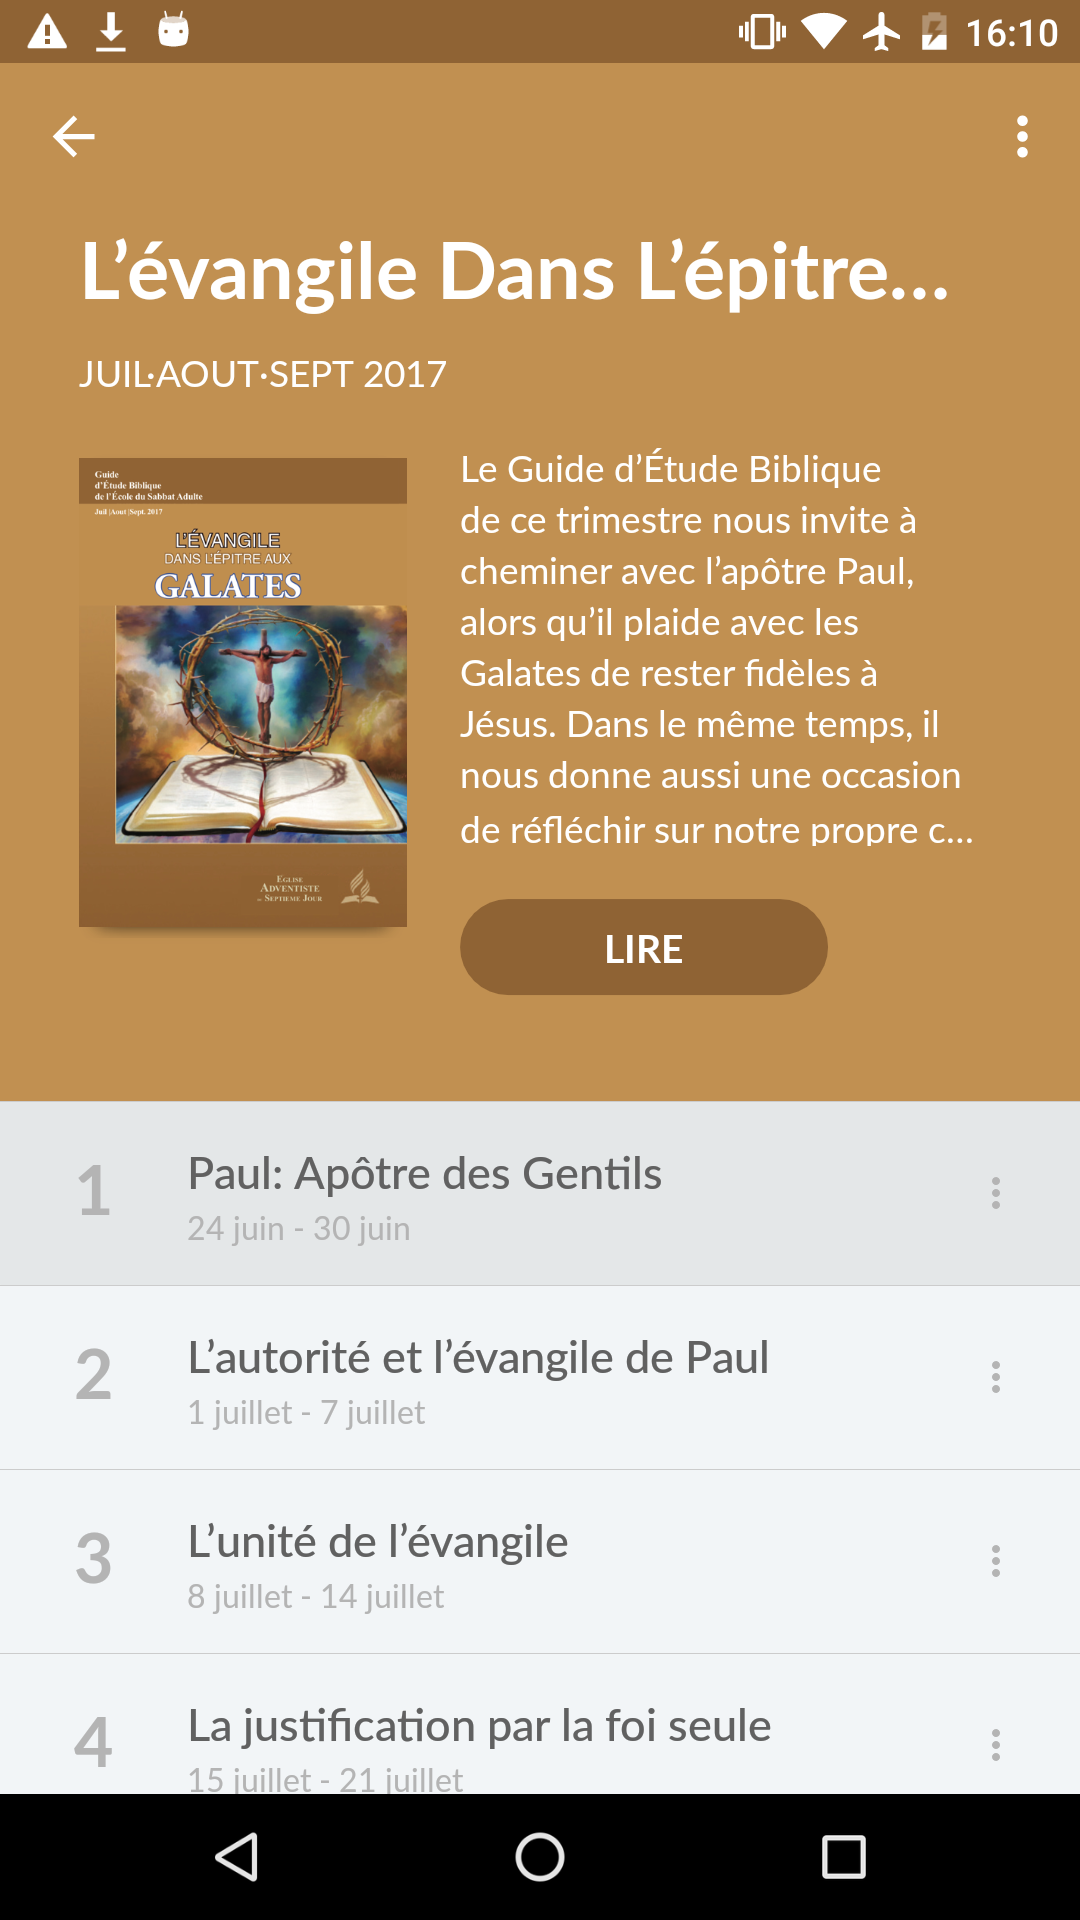 16:10
L’évangile Dans L’épitre...
JUIL·AOUT·SEPT 2017
Guide
d’Étude Biblique
de l’École du Sabbat Adulte
Juil |Aout |Sept. 2017
L’ÉVANGILE
DANS L’ÉPITRE AUX
GALATES
EGLISE
ADVENTISTE
SEPTIEME JOUR
Le Guide d’Étude Biblique
de ce trimestre nous invite à
cheminer avec l’apôtre Paul,
alors qu’il plaide avec les
Galates de rester fidèles à
Jésus. Dans le même temps, il
nous donne aussi une occasion
de réfléchir sur notre propre c...
LIRE
1
Paul: Apôtre des Gentils
24 juin - 30 juin
2
L’autorité et l’évangile de Paul
1 juillet - 7 juillet
3
L’unité de l’évangile
8 juillet - 14 juillet
4
La justification par la foi seule
15 juillet - 21 juillet